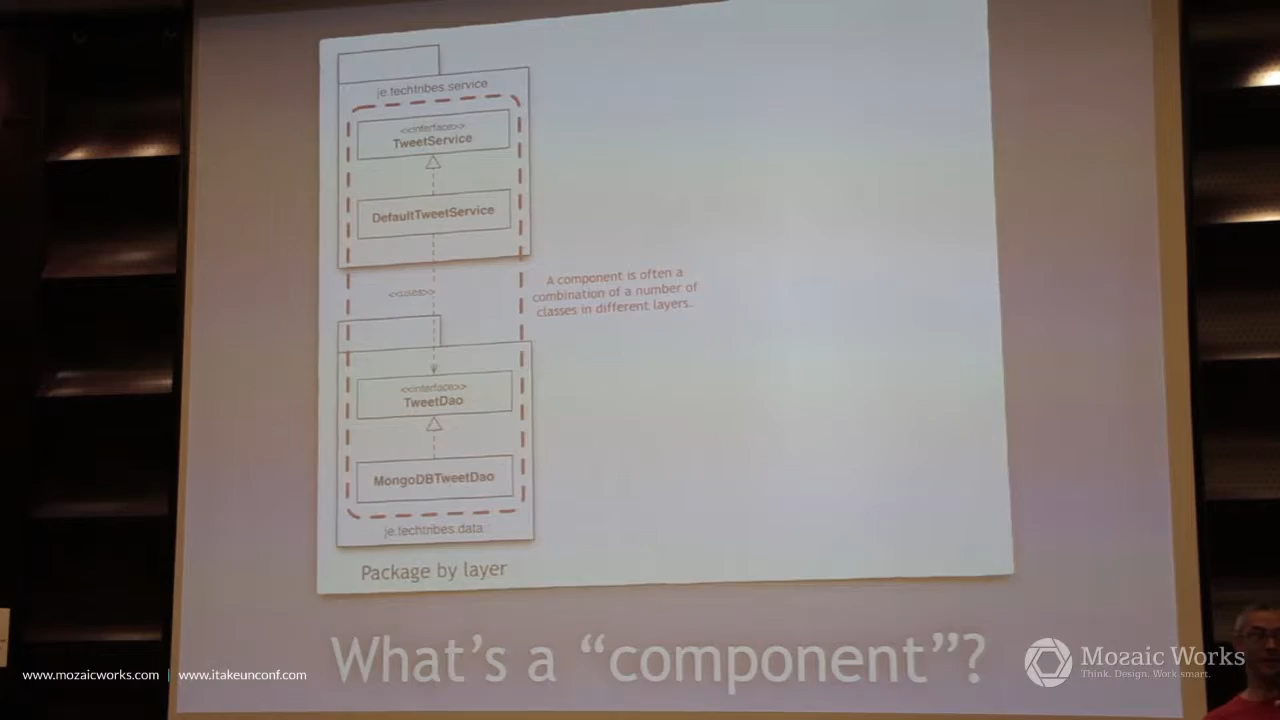 je.techtribes.service
<<interface>>
TweetService
DefaultTweetService
<<uses>>
A component is often a
combination of a number of
classes in different layers.
<<interface>>
TweetDao
MongoDBTweetDao
je.techtribes.data
Package by layer
What's a “component”?
www.mozaicworks.com | www.itakeunconf.com
Mozaic Works
Think. Design. Work smart.